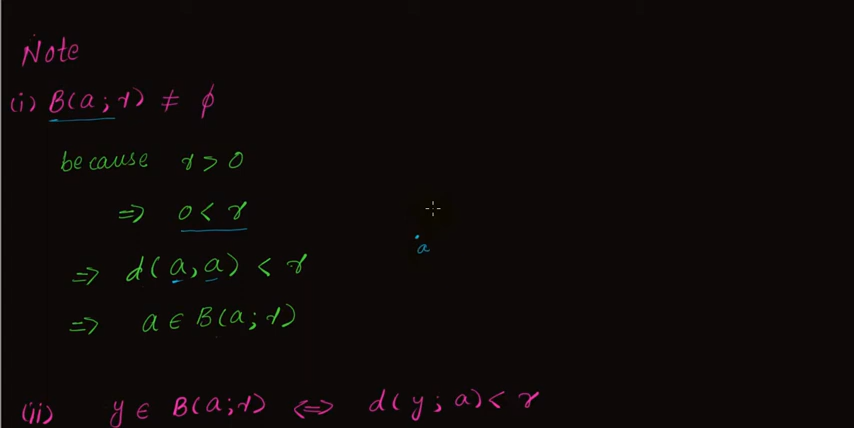 Note
(i) B(a; r) ≠ ϕ
because r > 0
⇒ 0 < r
⇒ d(a, a) < r
a
⇒ a ∈ B(a; r)
(ii) y ∈ B(a; r) ⇔ d(y; a) < r